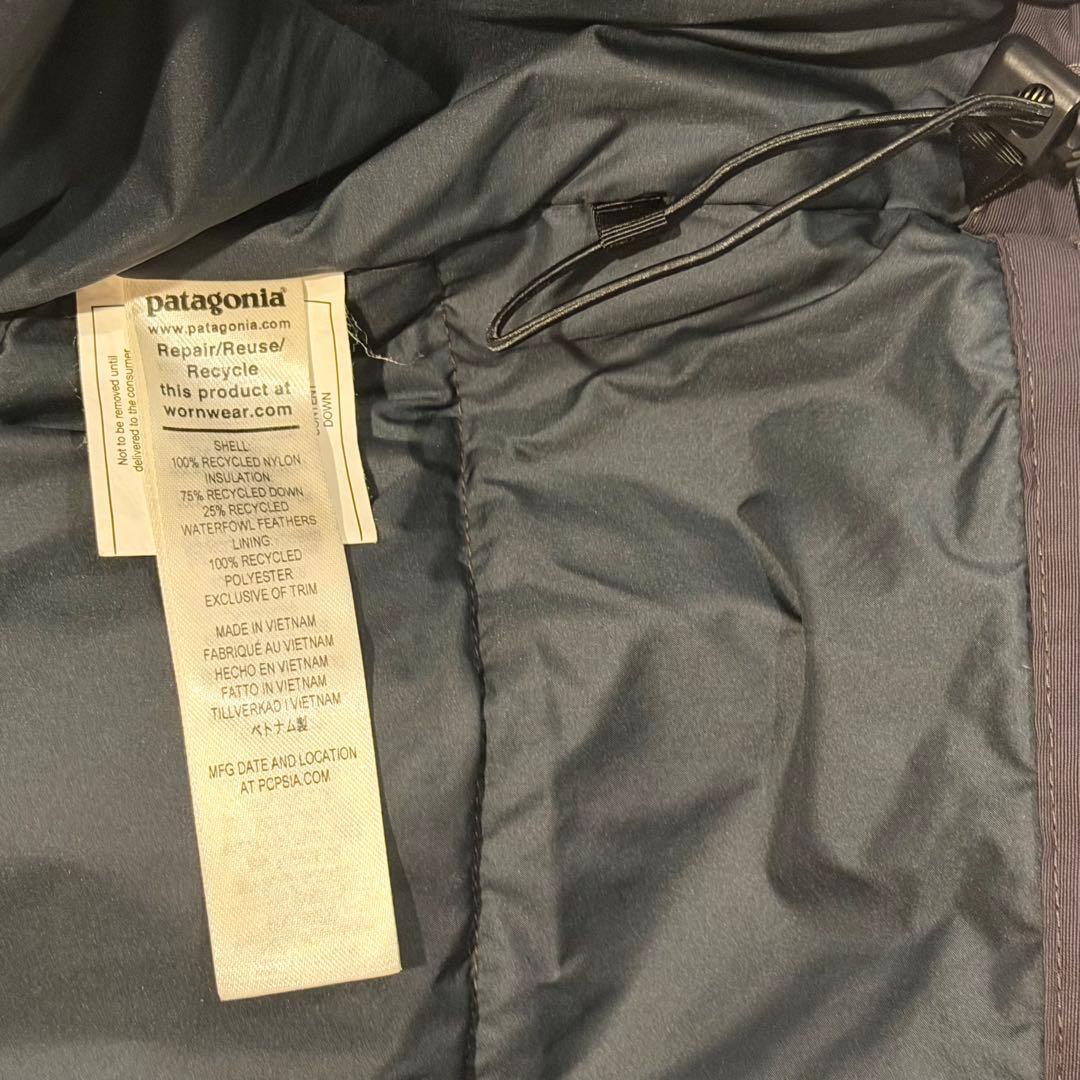 patagonia®
www.patagonia.com
Repair/Reuse/
Recycle
this product at
wornwear.com
SHELL:
100% RECYCLED NYLON
INSULATION:
75% RECYCLED DOWN
25% RECYCLED
WATERFOWL FEATHERS
LINING:
100% RECYCLED
POLYESTER
EXCLUSIVE OF TRIM
MADE IN VIETNAM
FABRIQUÉ AU VIETNAM
HECHO EN VIETNAM
FATTO IN VIETNAM
TILLVERKAD I VIETNAM
ベトナム製
MFG DATE AND LOCATION
AT PCPSIA.COM
Not to be removed until
delivered to the consumer
DOWN